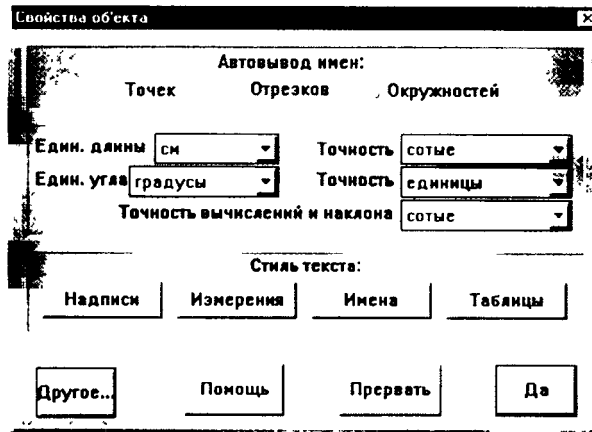 Свойства об'екта
Автовывод имен:
Точек Отрезков Окружностей
Един. длины см Точность сотые
Един. угла градусы Точность единицы
Точность вычислений и наклона сотые
Стиль текста:
Надписи Измерения Имена Таблицы
Другое... Помощь Прервать Да